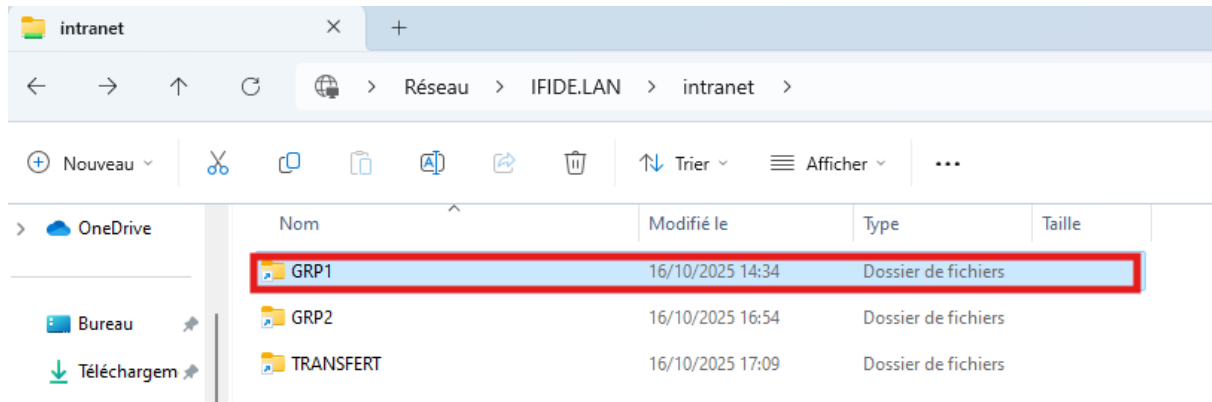 intranet
Réseau > IFIDE.LAN > intranet >
Nouveau Trier Afficher ...
OneDrive
Nom Modifié le Type Taille
GRP1 16/10/2025 14:34 Dossier de fichiers
Bureau
GRP2 16/10/2025 16:54 Dossier de fichiers
Téléchargem
TRANSFERT 16/10/2025 17:09 Dossier de fichiers